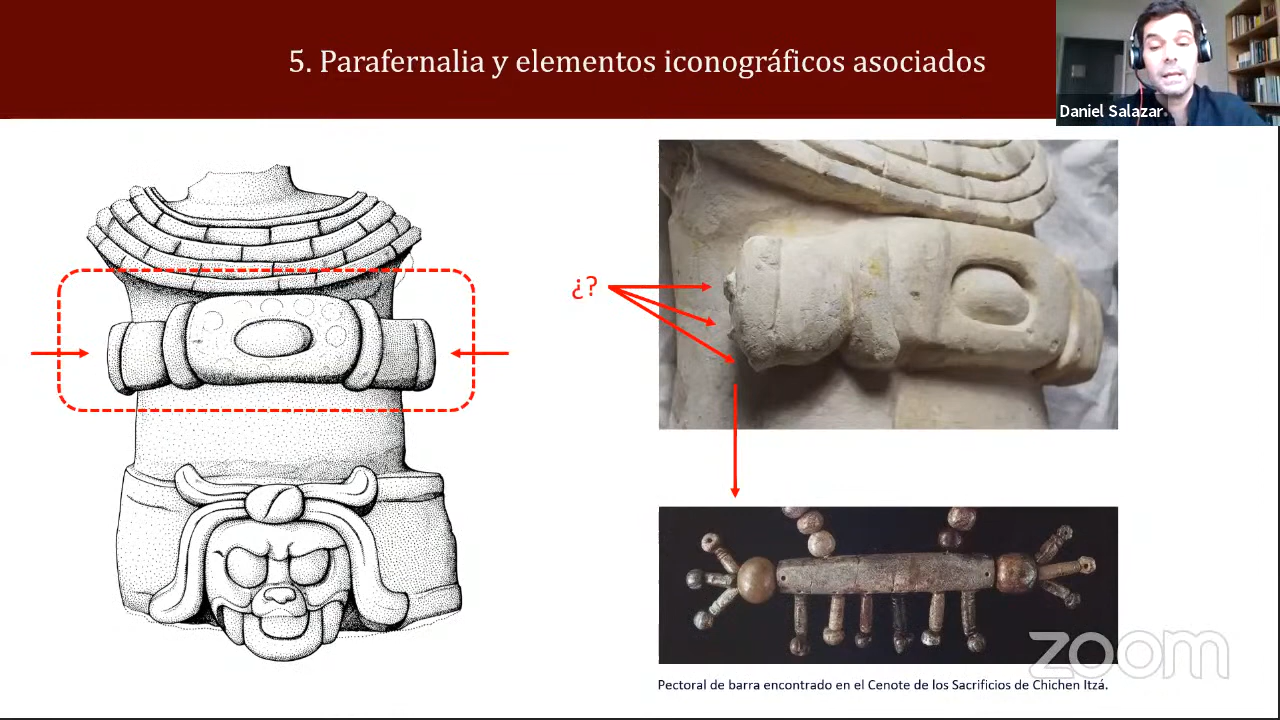 5. Parafernalia y elementos iconográficos asociados
Daniel Salazar
¿?
zoom
Pectoral de barra encontrado en el Cenote de los Sacrificios de Chichen Itzá.